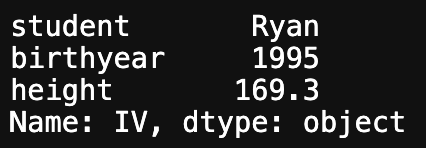 student Ryan
birthyear 1995
height 169.3
Name: IV, dtype: object